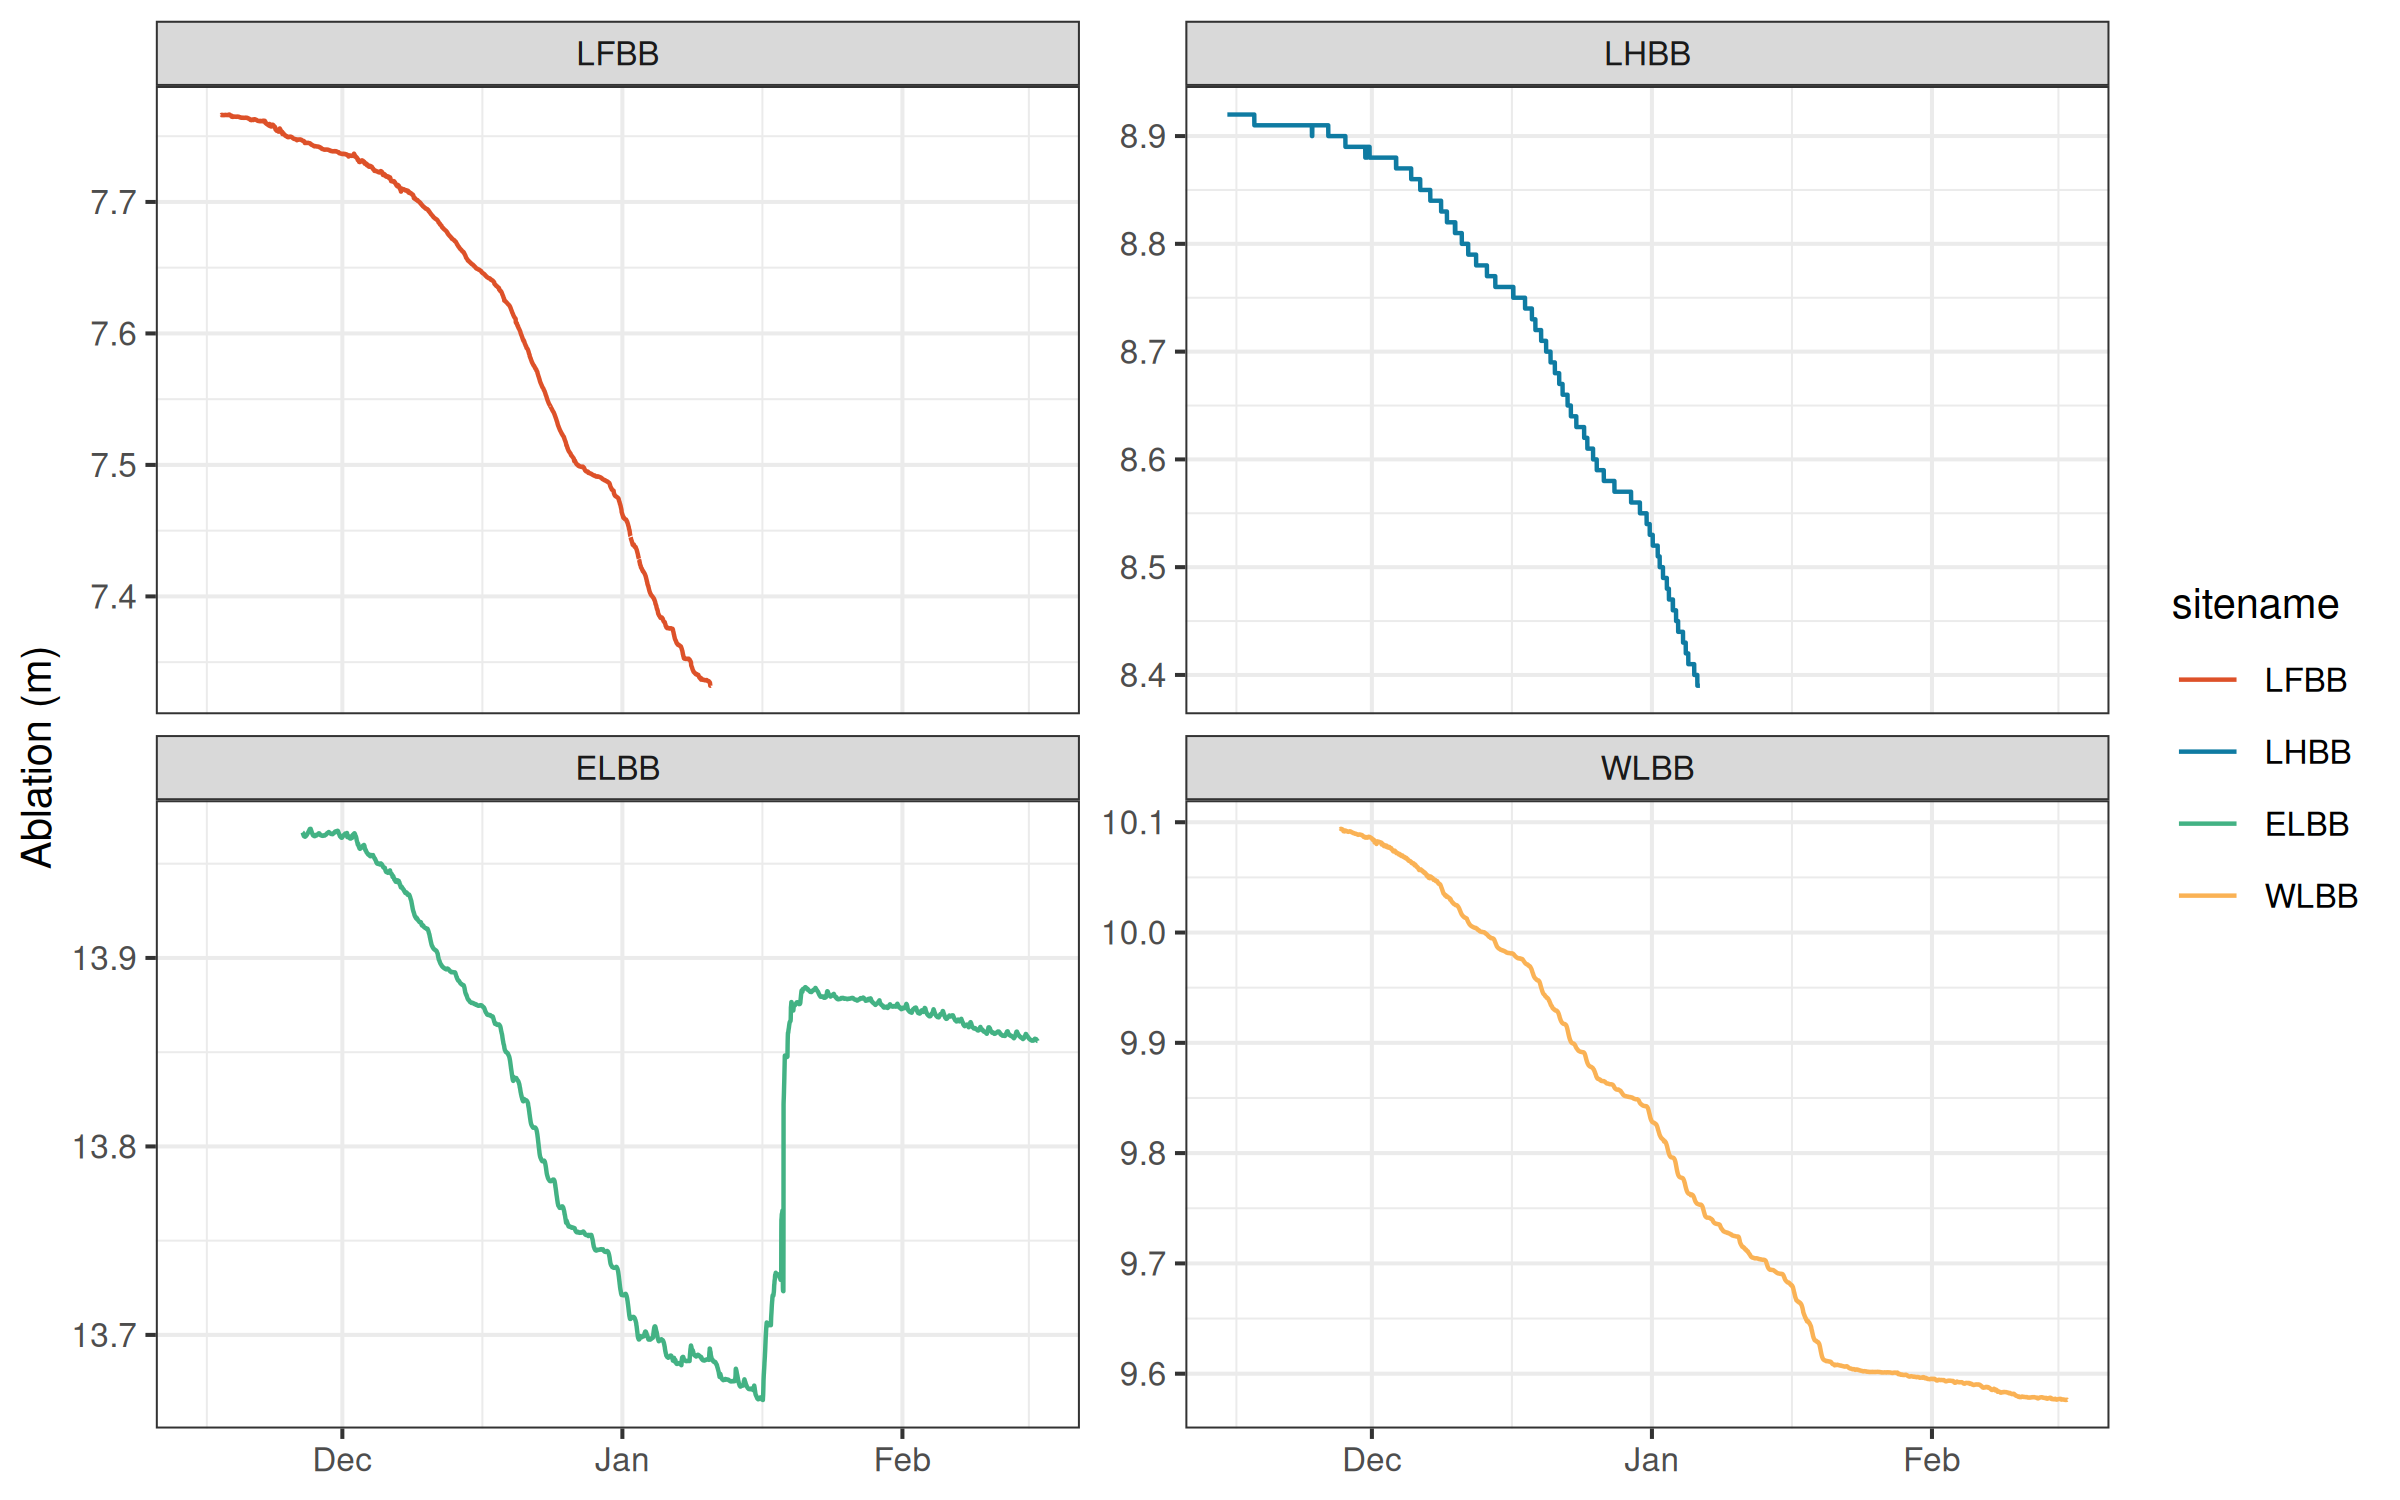 LFBB
LHBB
7.7
7.6
7.5
7.4
8.9
8.8
8.7
8.6
8.5
8.4
Ablation (m)
ELBB
WLBB
13.9
13.8
13.7
10.1
10.0
9.9
9.8
9.7
9.6
Dec Jan Feb
Dec Jan Feb
sitename
LFBB
LHBB
ELBB
WLBB